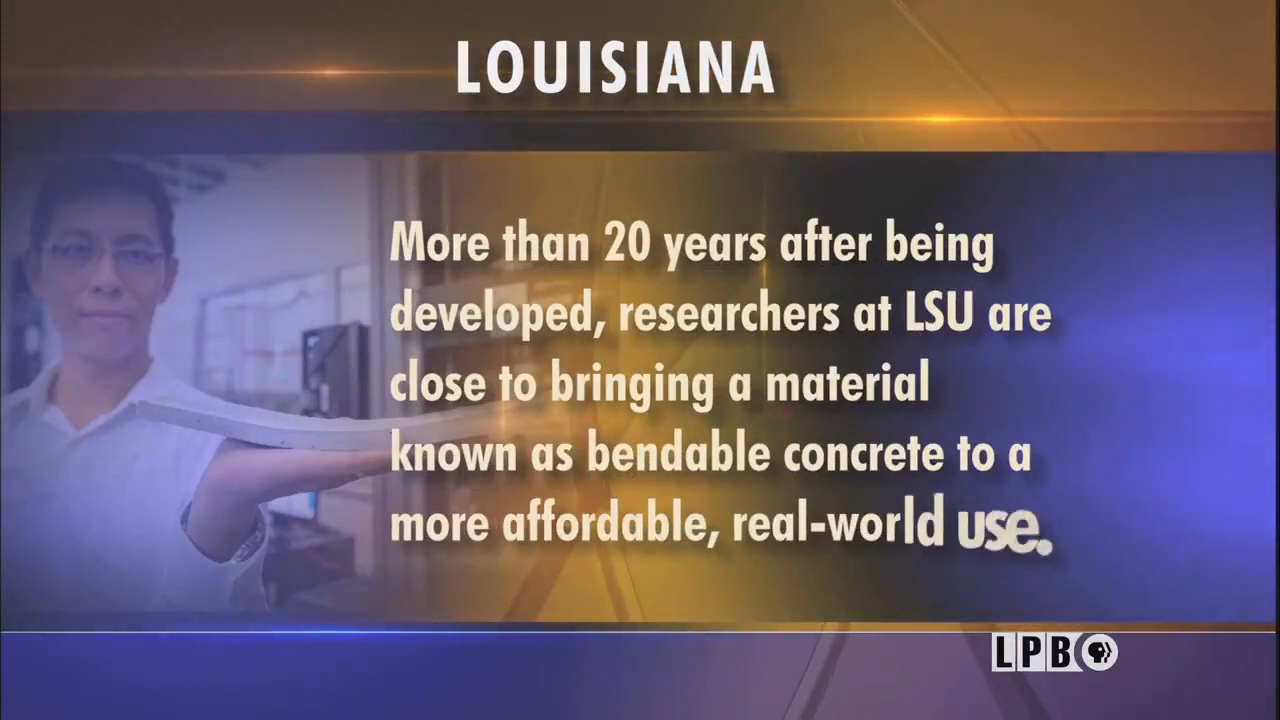 LOUISIANA
More than 20 years after being
developed, researchers at LSU are
close to bringing a material
known as bendable concrete to a
more affordable, real-world use.
LPB